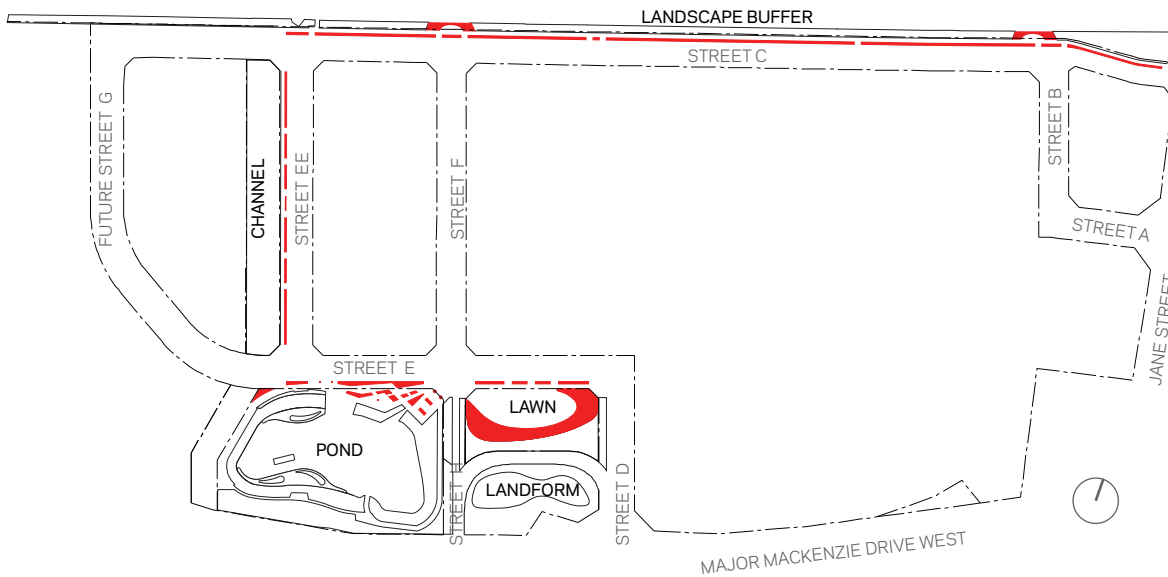 LANDSCAPE BUFFER
STREET C
FUTURE STREET G
CHANNEL
STREET EE
STREET F
STREET B
STREET A
JANE STREET
STREET E
LAWN
POND
LANDFORM
STREET D
MAJOR MACKENZIE DRIVE WEST